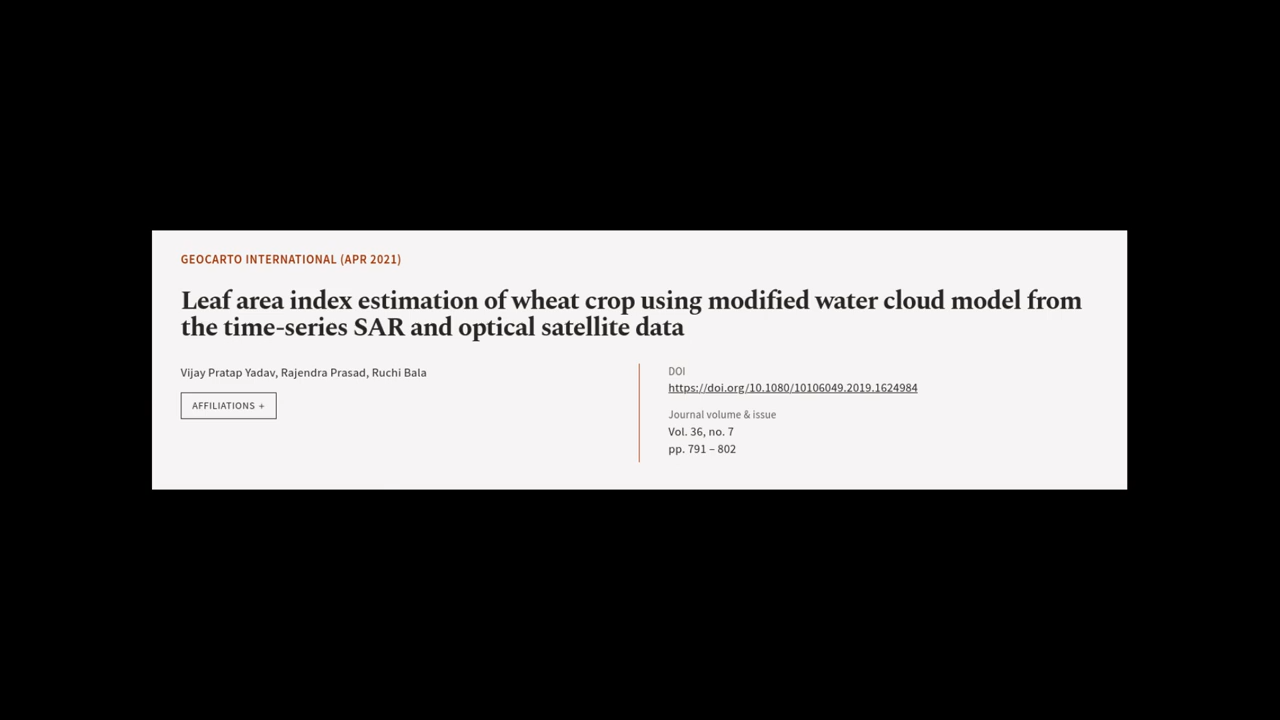 GEOCARTO INTERNATIONAL (APR 2021)
Leaf area index estimation of wheat crop using modified water cloud model from
the time-series SAR and optical satellite data
Vijay Pratap Yadav, Rajendra Prasad, Ruchi Bala
AFFILIATIONS +
DOI
https://doi.org/10.1080/10106049.2019.1624984
Journal volume & issue
Vol. 36, no. 7
pp. 791 – 802